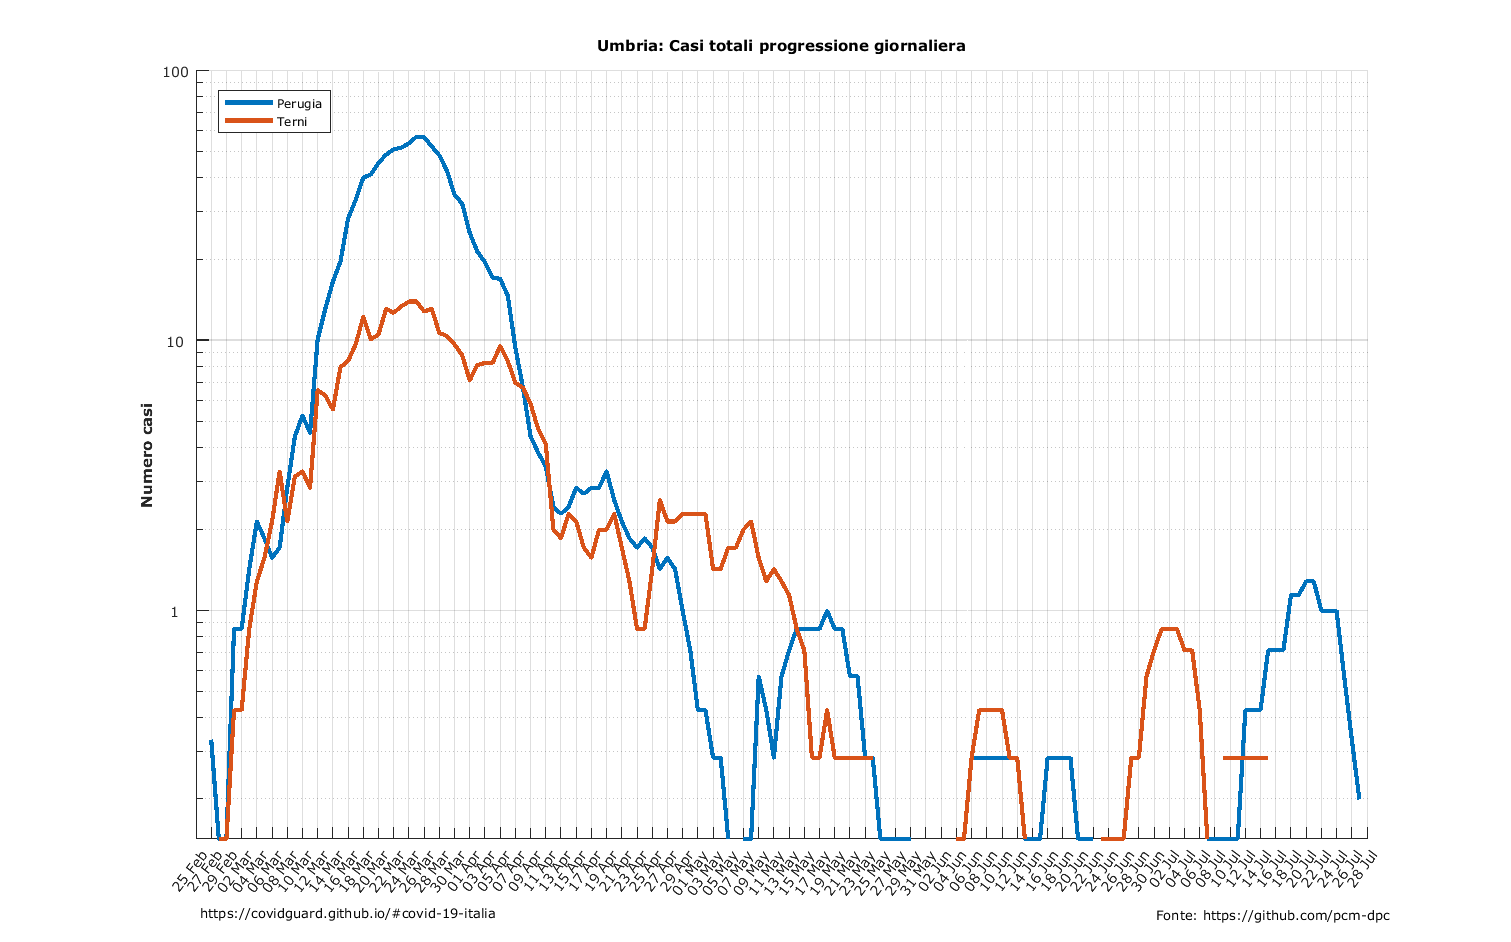 Umbria: Casi totali progressione giornaliera
Perugia
Terni
Numero casi
100
10
1
25 Feb
27 Feb
29 Feb
02 Mar
04 Mar
06 Mar
08 Mar
10 Mar
12 Mar
14 Mar
16 Mar
18 Mar
20 Mar
22 Mar
24 Mar
26 Mar
28 Mar
30 Mar
01 Apr
03 Apr
05 Apr
07 Apr
09 Apr
11 Apr
13 Apr
15 Apr
17 Apr
19 Apr
21 Apr
23 Apr
25 Apr
27 Apr
29 Apr
01 May
03 May
05 May
07 May
09 May
11 May
13 May
15 May
17 May
19 May
21 May
23 May
25 May
27 May
29 May
31 May
02 Jun
04 Jun
06 Jun
08 Jun
10 Jun
12 Jun
14 Jun
16 Jun
18 Jun
20 Jun
22 Jun
24 Jun
26 Jun
28 Jun
30 Jun
02 Jul
04 Jul
06 Jul
08 Jul
10 Jul
12 Jul
14 Jul
16 Jul
18 Jul
20 Jul
22 Jul
24 Jul
26 Jul
28 Jul
https://covidguard.github.io/#covid-19-italia
Fonte: https://github.com/pcm-dpc